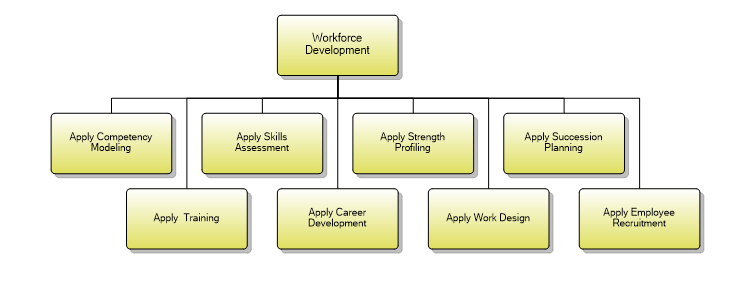 Workforce
Development
Apply Competency
Modeling
Apply Skills
Assessment
Apply Strength
Profiling
Apply Succession
Planning
Apply  Training
Apply Career
Development
Apply Work Design
Apply Employee
Recruitment